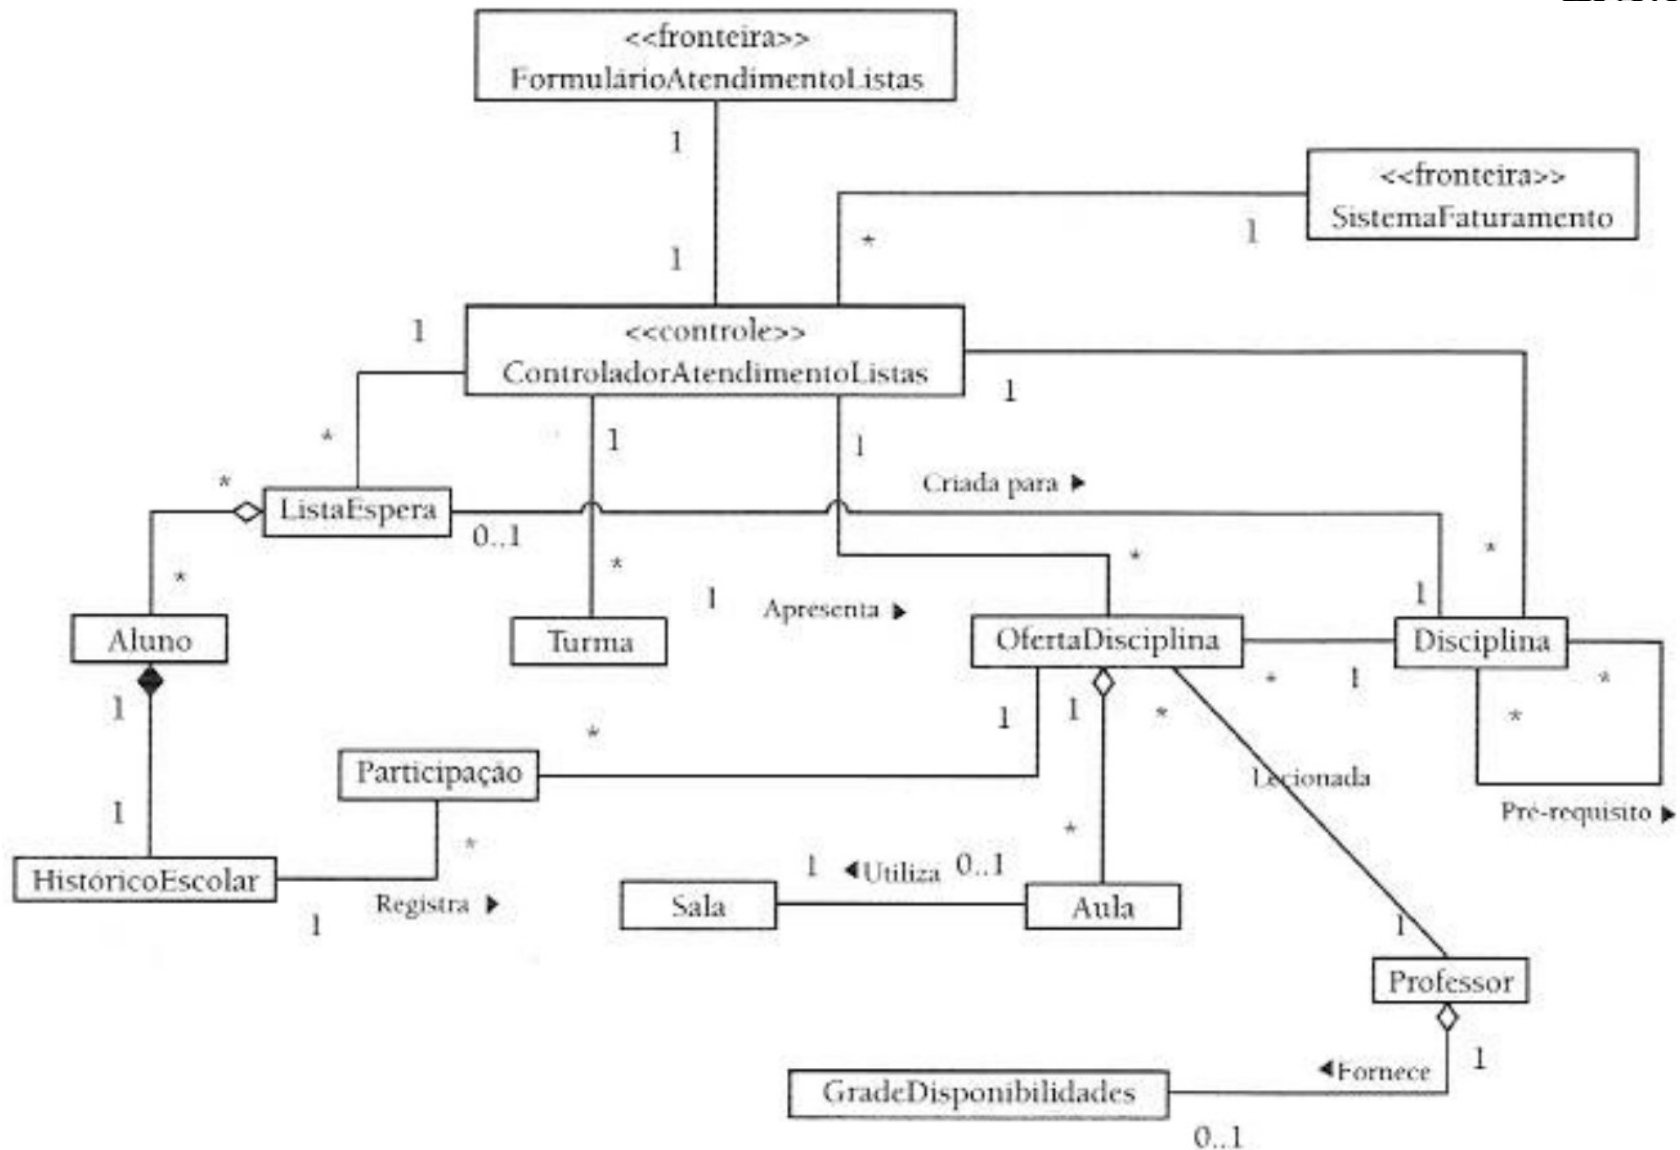 <<fronteira>>
FormulárioAtendimentoListas
1
<<fronteira>>
SistemaFaturamento
*
1
1
<<controle>>
ControladorAtendimentoListas
1
1
*
1
1
*
Criada para ▶
ListaEspera
0..1
*
*
*
*
1
1
Apresenta ▶
Aluno
Turma
OfertaDisciplina
Disciplina
*
1
*
1
1
1
*
*
*
Participação
Lecionada
1
*
*
Pré-requisito ▶
HistóricoEscolar
1
◀Utiliza
0..1
Registra ▶
Sala
Aula
1
1
Professor
1
◀Fornece
GradeDisponibilidades
0..1